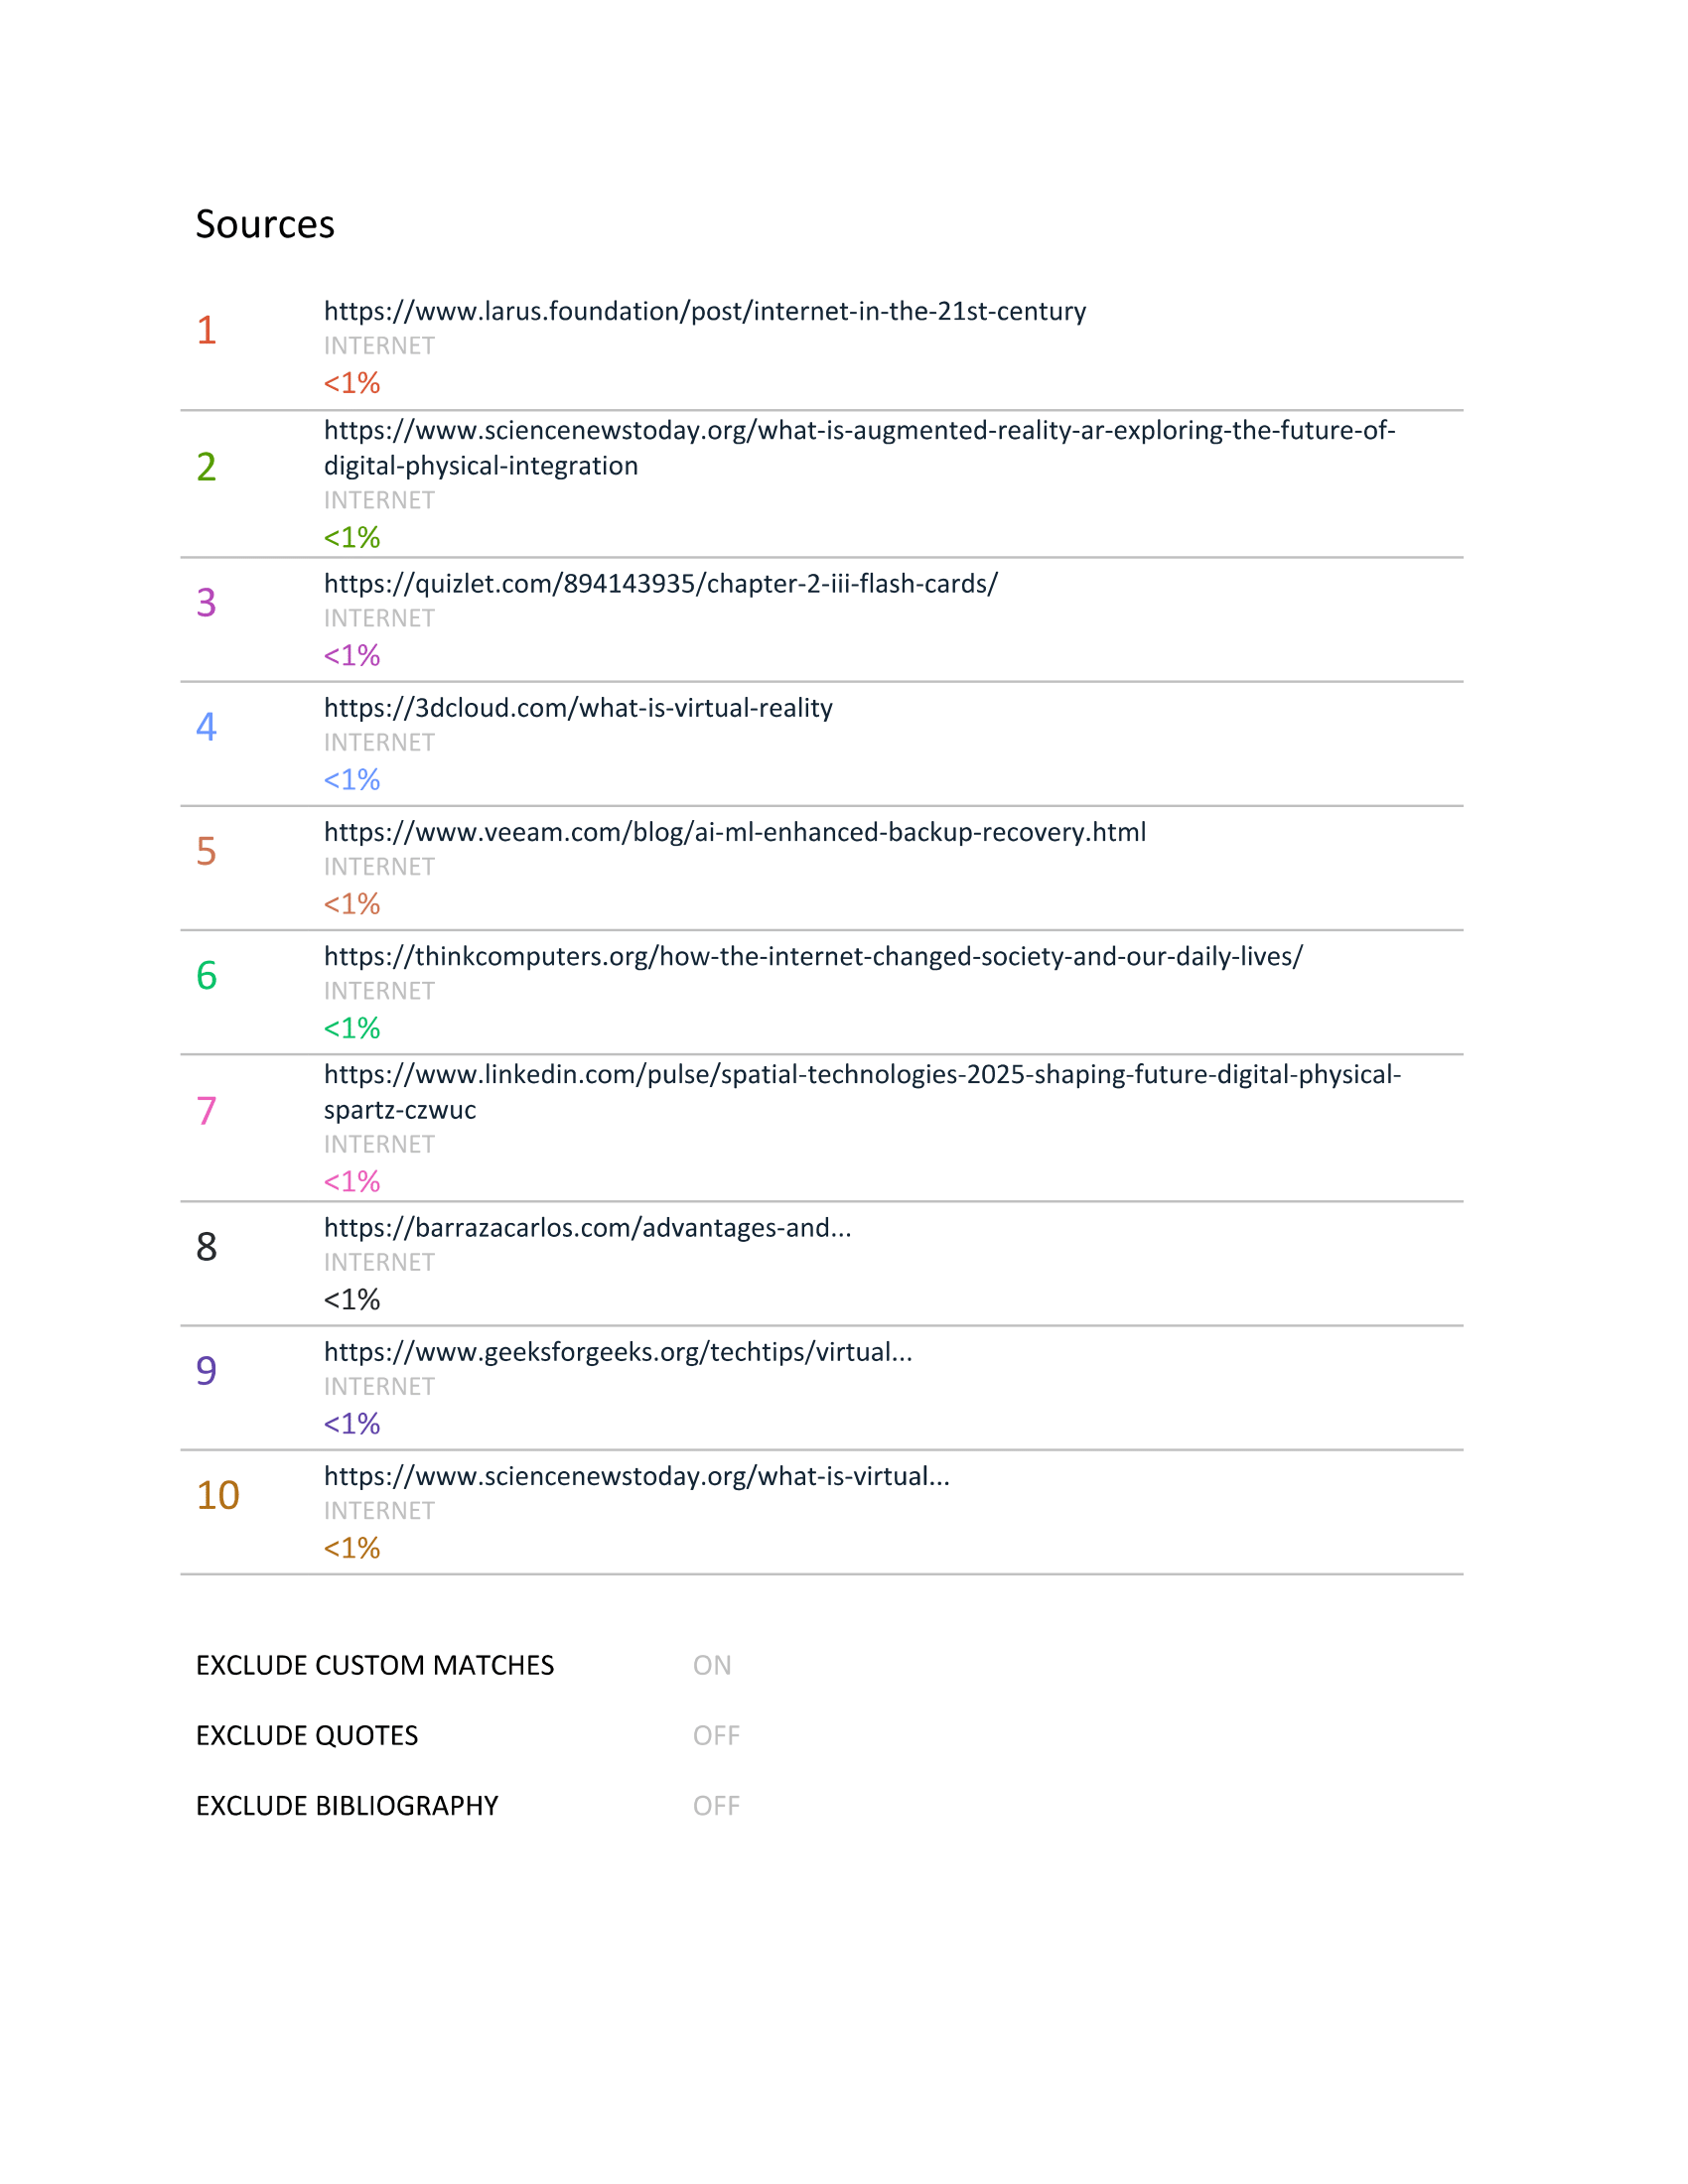 Sources
1
https://www.larus.foundation/post/internet-in-the-21st-century
INTERNET
<1%
2
https://www.sciencenewstoday.org/what-is-augmented-reality-ar-exploring-the-future-of-
digital-physical-integration
INTERNET
<1%
3
https://quizlet.com/894143935/chapter-2-iii-flash-cards/
INTERNET
<1%
4
https://3dcloud.com/what-is-virtual-reality
INTERNET
<1%
5
https://www.veeam.com/blog/ai-ml-enhanced-backup-recovery.html
INTERNET
<1%
6
https://thinkcomputers.org/how-the-internet-changed-society-and-our-daily-lives/
INTERNET
<1%
7
https://www.linkedin.com/pulse/spatial-technologies-2025-shaping-future-digital-physical-
spartz-czwuc
INTERNET
<1%
8
https://barrazacarlos.com/advantages-and...
INTERNET
<1%
9
https://www.geeksforgeeks.org/techtips/virtual...
INTERNET
<1%
10
https://www.sciencenewstoday.org/what-is-virtual...
INTERNET
<1%
EXCLUDE CUSTOM MATCHES ON
EXCLUDE QUOTES OFF
EXCLUDE BIBLIOGRAPHY OFF